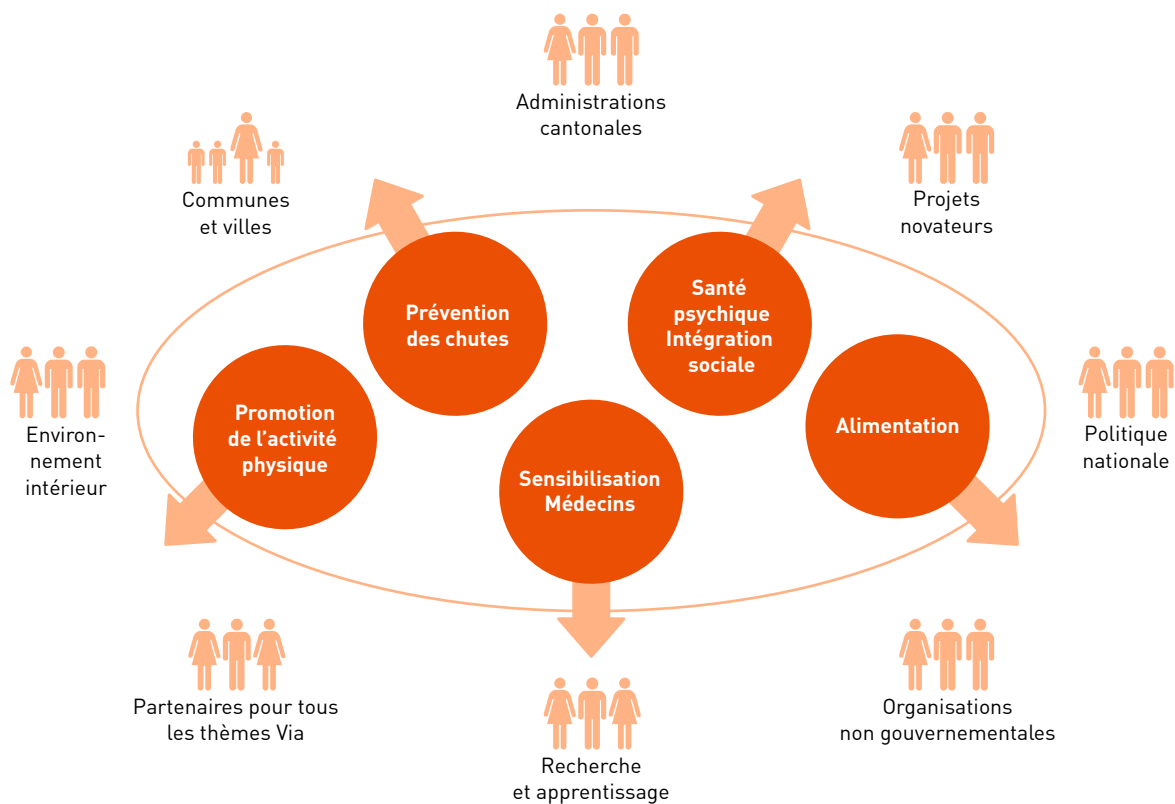 Administrations
cantonales
Communes
et villes
Projets
novateurs
Prévention
des chutes
Santé
psychique
Intégration
sociale
Environ-
nement
intérieur
Promotion
de l’activité
physique
Sensibilisation
Médecins
Alimentation
Politique
nationale
Partenaires pour tous
les thèmes Via
Recherche
et apprentissage
Organisations
non gouvernementales